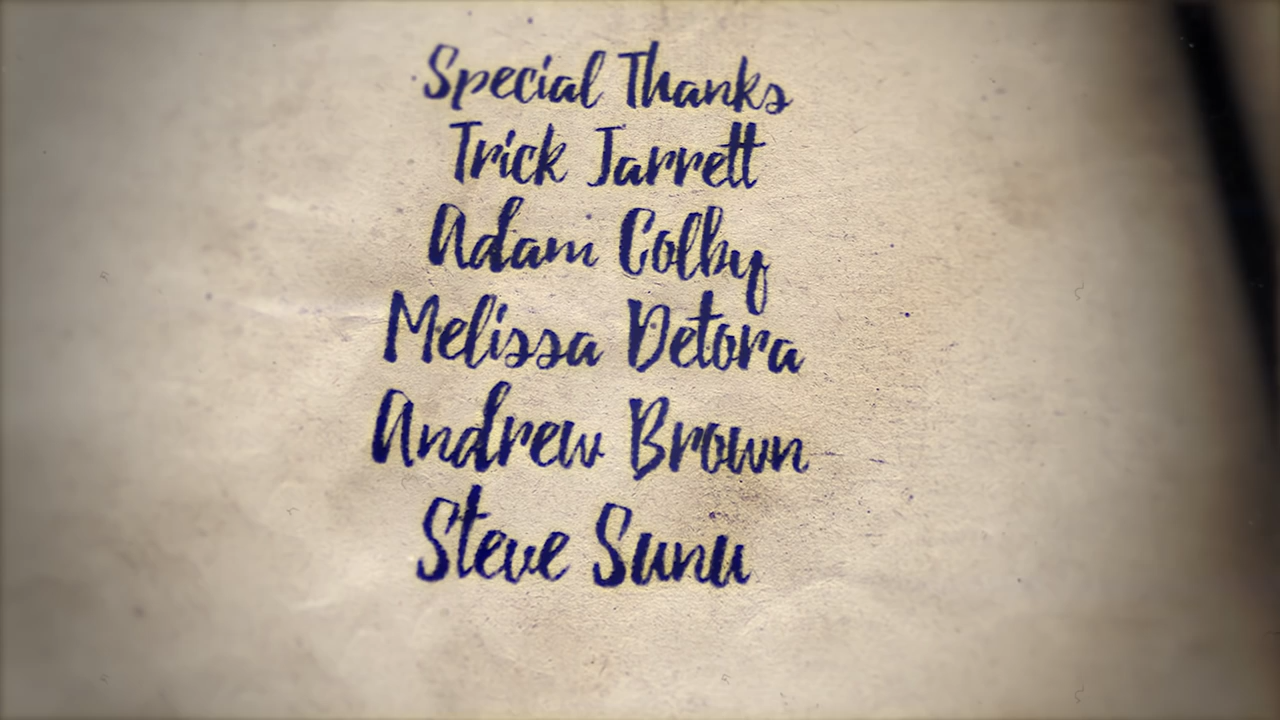 Special Thanks
Trick Jarrett
Adam Colby
Melissa Detora
Andrew Brown
Steve Sunu